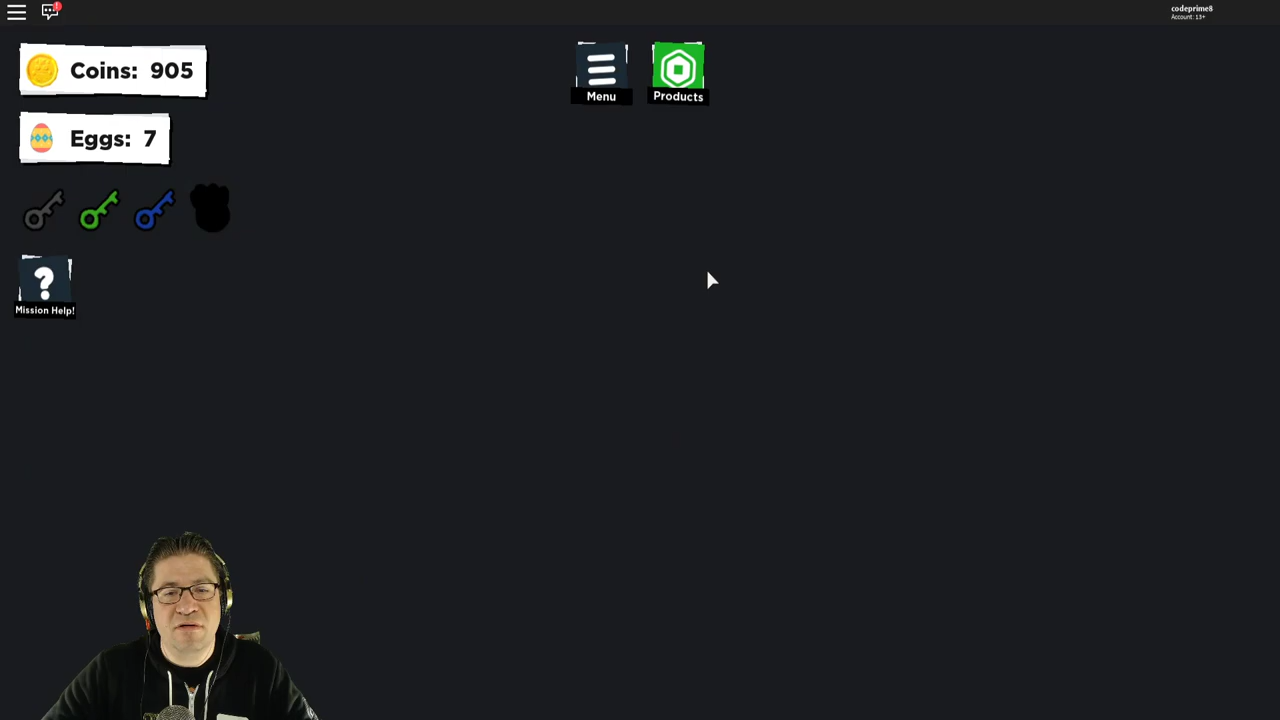 codeprime8
Account: 13+
Coins: 905
Menu
Products
Eggs: 7
?
Mission Help!